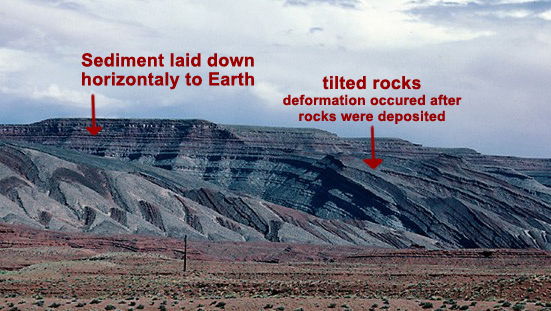 Sediment laid down
horizontaly to Earth
tilted rocks
deformation occured after
rocks were deposited